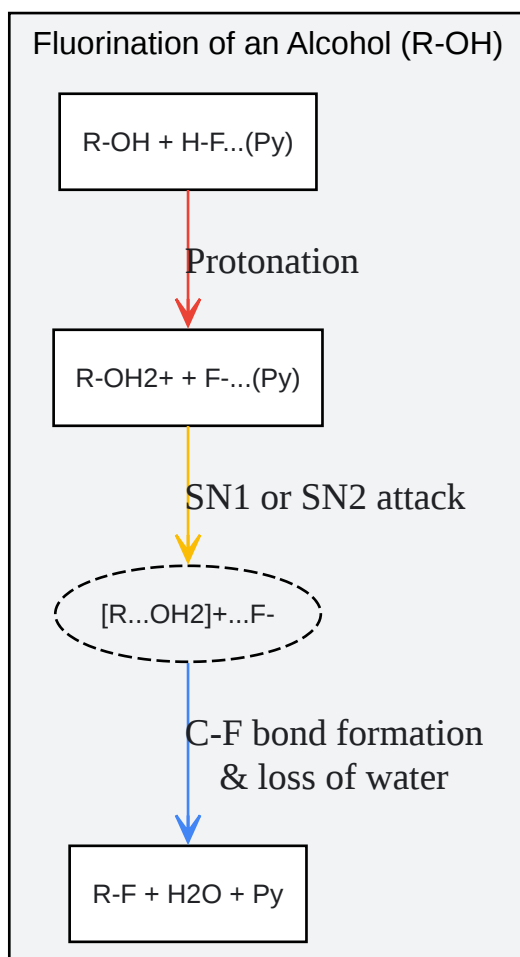 Fluorination of an Alcohol (R-OH)
R-OH + H-F...(Py)
Protonation
R-OH2+ + F-...(Py)
SN1 or SN2 attack
[R...OH2]+...F-
C-F bond formation
& loss of water
R-F + H2O + Py